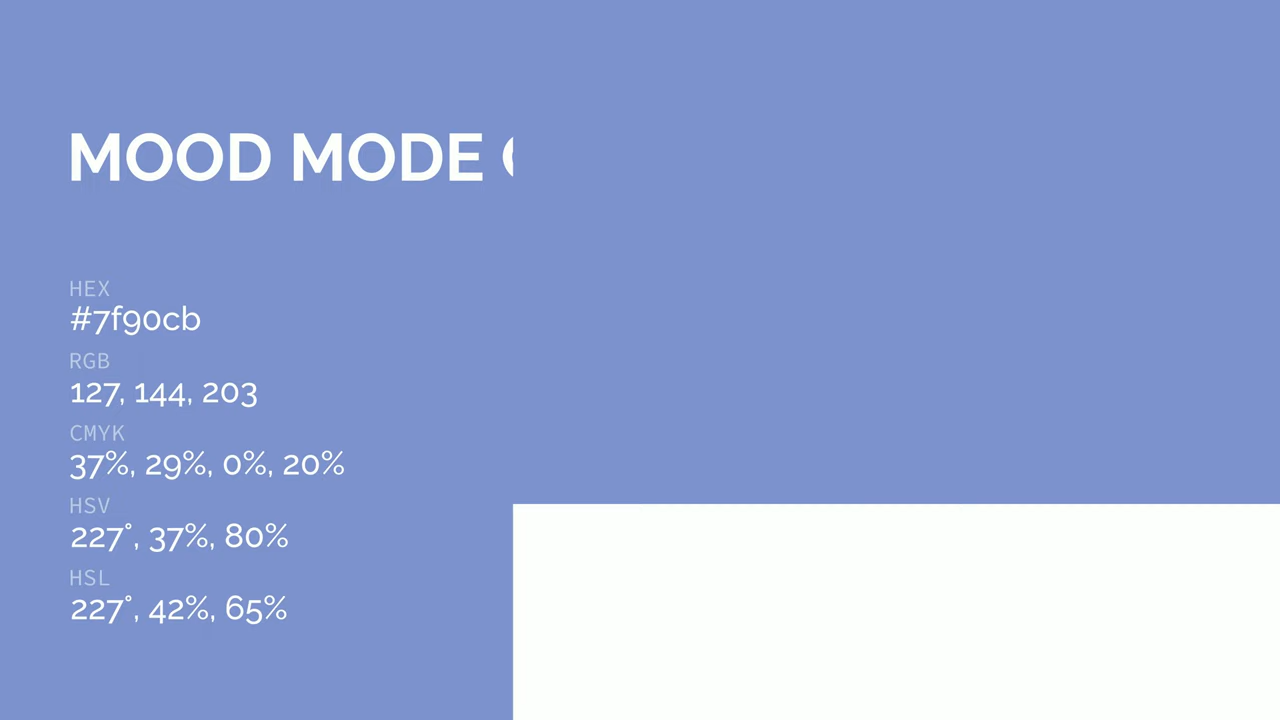 MOOD MODE
HEX
#7f90cb
RGB
127, 144, 203
CMYK
37%, 29%, 0%, 20%
HSV
227°, 37%, 80%
HSL
227°, 42%, 65%